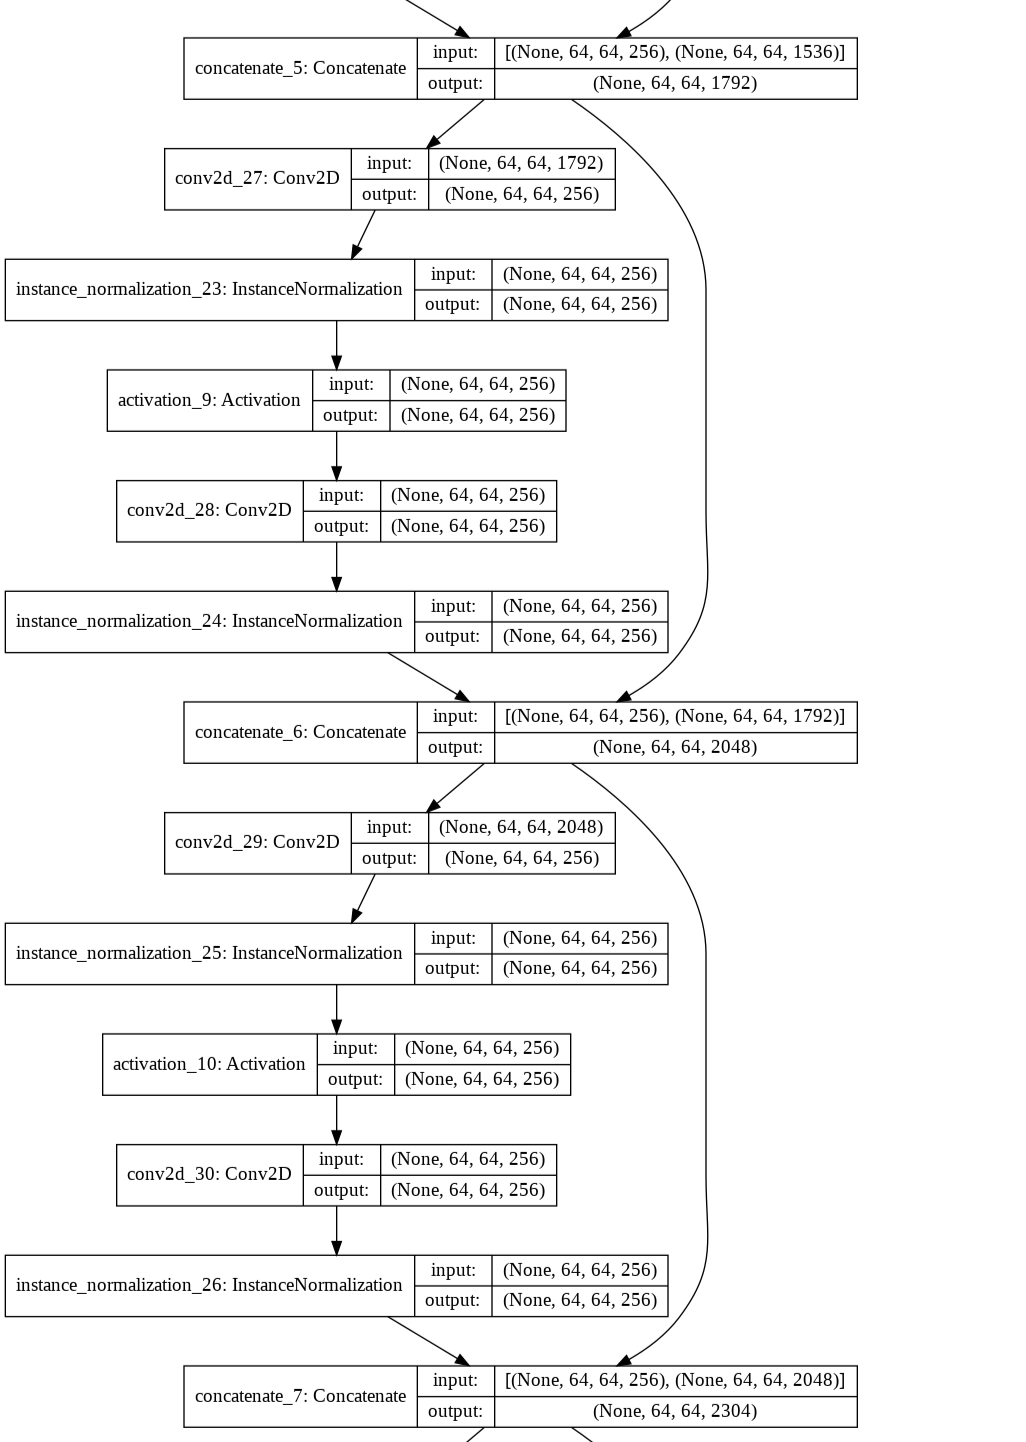 concatenate_5: Concatenate
input: [(None, 64, 64, 256), (None, 64, 64, 1536)]
output: (None, 64, 64, 1792)
conv2d_27: Conv2D
input: (None, 64, 64, 1792)
output: (None, 64, 64, 256)
instance_normalization_23: InstanceNormalization
input: (None, 64, 64, 256)
output: (None, 64, 64, 256)
activation_9: Activation
input: (None, 64, 64, 256)
output: (None, 64, 64, 256)
conv2d_28: Conv2D
input: (None, 64, 64, 256)
output: (None, 64, 64, 256)
instance_normalization_24: InstanceNormalization
input: (None, 64, 64, 256)
output: (None, 64, 64, 256)
concatenate_6: Concatenate
input: [(None, 64, 64, 256), (None, 64, 64, 1792)]
output: (None, 64, 64, 2048)
conv2d_29: Conv2D
input: (None, 64, 64, 2048)
output: (None, 64, 64, 256)
instance_normalization_25: InstanceNormalization
input: (None, 64, 64, 256)
output: (None, 64, 64, 256)
activation_10: Activation
input: (None, 64, 64, 256)
output: (None, 64, 64, 256)
conv2d_30: Conv2D
input: (None, 64, 64, 256)
output: (None, 64, 64, 256)
instance_normalization_26: InstanceNormalization
input: (None, 64, 64, 256)
output: (None, 64, 64, 256)
concatenate_7: Concatenate
input: [(None, 64, 64, 256), (None, 64, 64, 2048)]
output: (None, 64, 64, 2304)